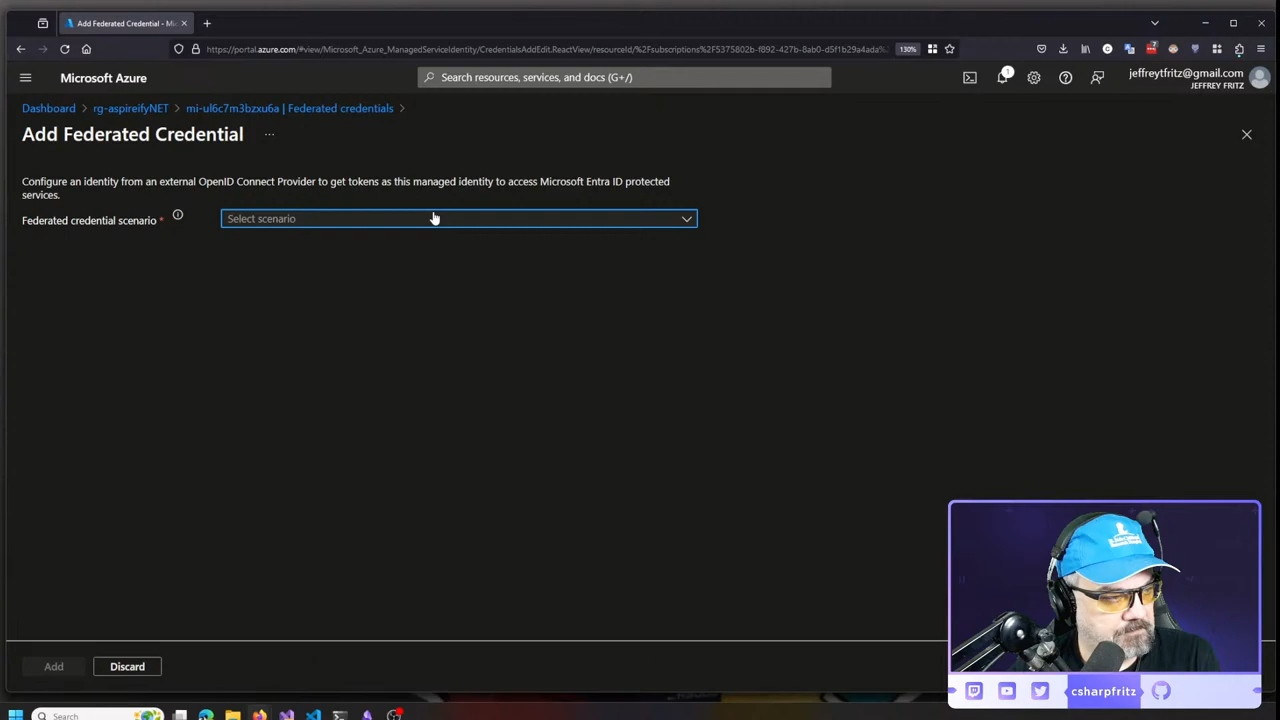 Add Federated Credential - Mic
https://portal.azure.com/#view/Microsoft_Azure_ManagedServiceIdentity/CredentialsAddEdit.ReactView/resourceId/%2Fsubscriptions%2F5375802b-f892-427b-8ab0-d5f1b29a4ada%
130%
Microsoft Azure
Search resources, services, and docs (G+/)
1
jeffreytfritz@gmail.com
JEFFREY FRITZ
Dashboard > rg-aspireifyNET > mi-ul6c7m3bzxu6a | Federated credentials >
Add Federated Credential ...
Configure an identity from an external OpenID Connect Provider to get tokens as this managed identity to access Microsoft Entra ID protected
services.
Federated credential scenario *
Select scenario
Add
Discard
csharpfritz
Search